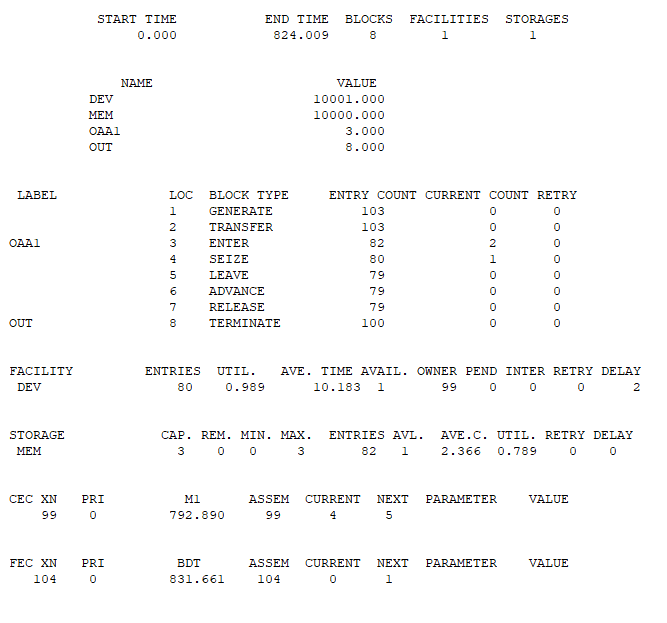 START TIME END TIME BLOCKS FACILITIES STORAGES
0.000 824.009 8 1 1
NAME VALUE
DEV 10001.000
MEM 10000.000
OAA1 3.000
OUT 8.000
LABEL LOC BLOCK TYPE ENTRY COUNT CURRENT COUNT RETRY
1 GENERATE 103 0 0
2 TRANSFER 103 0 0
OAA1 3 ENTER 82 2 0
4 SEIZE 80 1 0
5 LEAVE 79 0 0
6 ADVANCE 79 0 0
7 RELEASE 79 0 0
OUT 8 TERMINATE 100 0 0
FACILITY ENTRIES UTIL. AVE. TIME AVAIL. OWNER PEND INTER RETRY DELAY
DEV 80 0.989 10.183 1 99 0 0 0 2
STORAGE CAP. REM. MIN. MAX. ENTRIES AVL. AVE.C. UTIL. RETRY DELAY
MEM 3 0 0 3 82 1 2.366 0.789 0 0
CEC XN PRI M1 ASSEM CURRENT NEXT PARAMETER VALUE
99 0 792.890 99 4 5
FEC XN PRI BDT ASSEM CURRENT NEXT PARAMETER VALUE
104 0 831.661 104 0 1